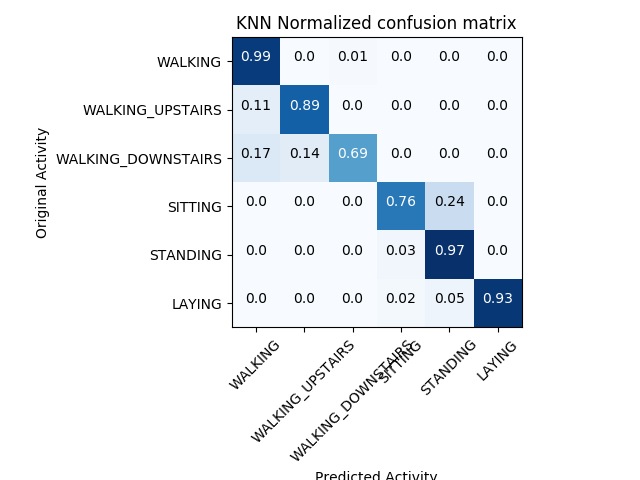 KNN Normalized confusion matrix
Original Activity
WALKING 0.99 0.0 0.01 0.0 0.0 0.0
WALKING_UPSTAIRS 0.11 0.89 0.0 0.0 0.0 0.0
WALKING_DOWNSTAIRS 0.17 0.14 0.69 0.0 0.0 0.0
SITTING 0.0 0.0 0.0 0.76 0.24 0.0
STANDING 0.0 0.0 0.0 0.03 0.97 0.0
LAYING 0.0 0.0 0.0 0.02 0.05 0.93
WALKING WALKING_UPSTAIRS WALKING_DOWNSTAIRS SITTING STANDING LAYING
Predicted Activity